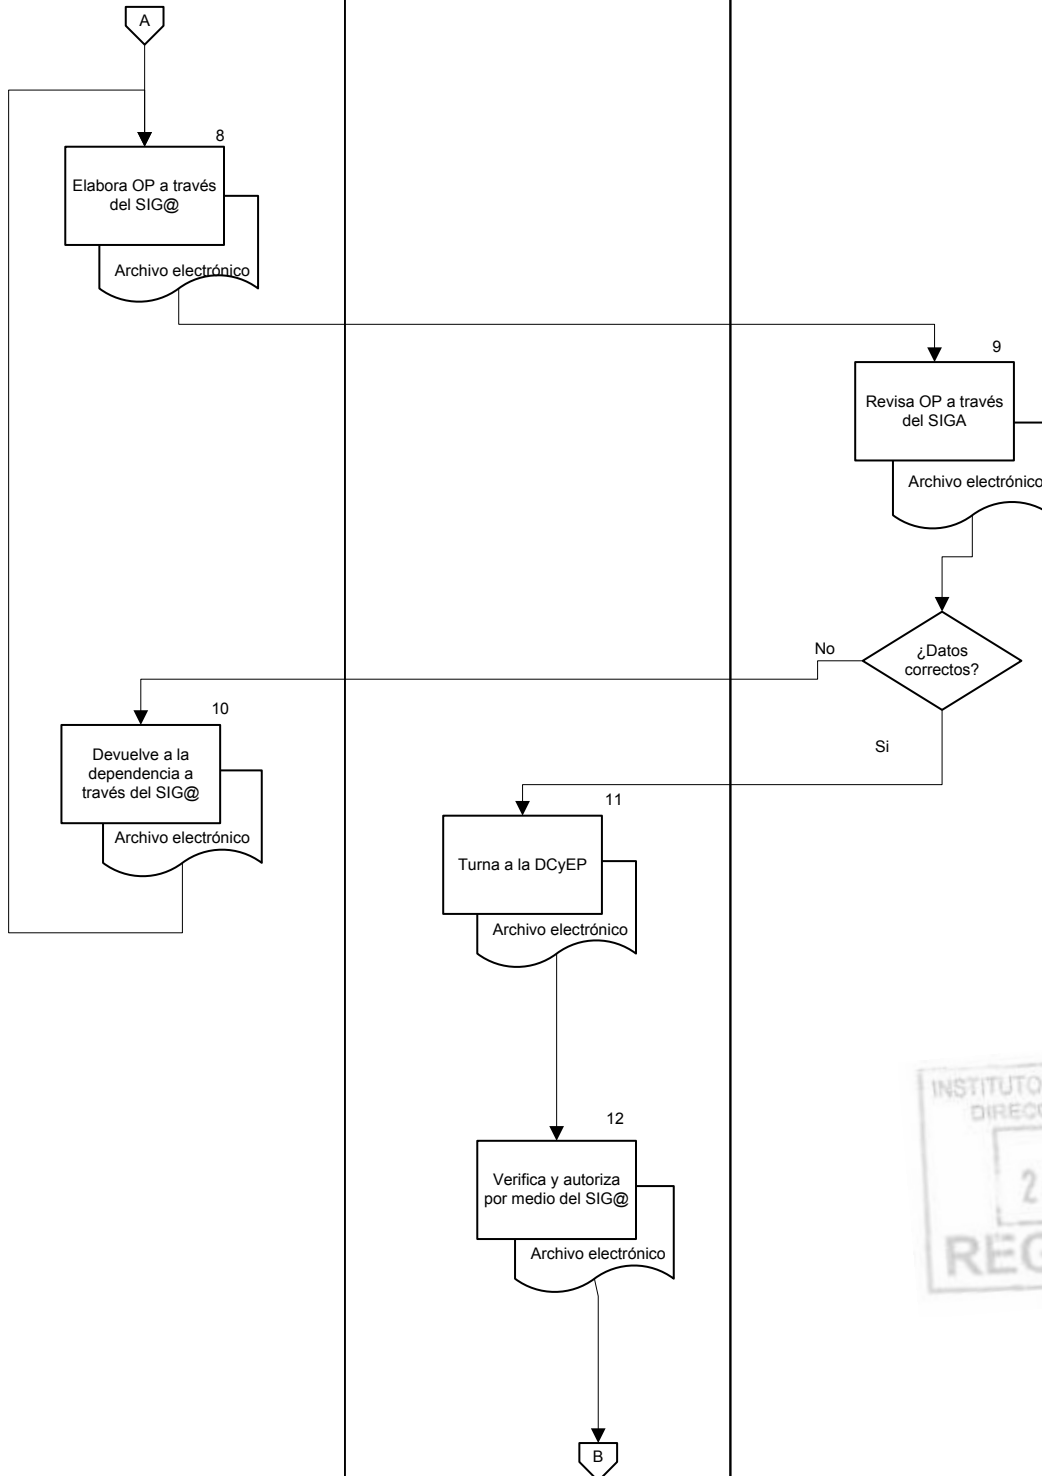 A
8
Elabora OP a través
del SIG@
Archivo electrónico
9
Revisa OP a través
del SIGA
Archivo electrónico
¿Datos
correctos?
No
Si
10
Devuelve a la
dependencia a
través del SIG@
Archivo electrónico
11
Turna a la DCyEP
Archivo electrónico
12
Verifica y autoriza
por medio del SIG@
Archivo electrónico
B
INSTITUTO
DIRECC
2
REG